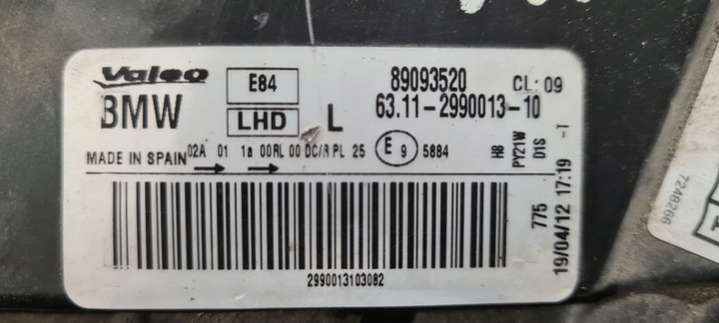 Valeo
BMW
E84
LHD
L
89093520
CL: 09
63.11-2990013-10
MADE IN SPAIN
02A 01 1a 00RL 00 DC/R PL 25
E 9 5884
H8
PY21W
D1S
-T
775
19/04/12 17:19
2990013103082
7248266